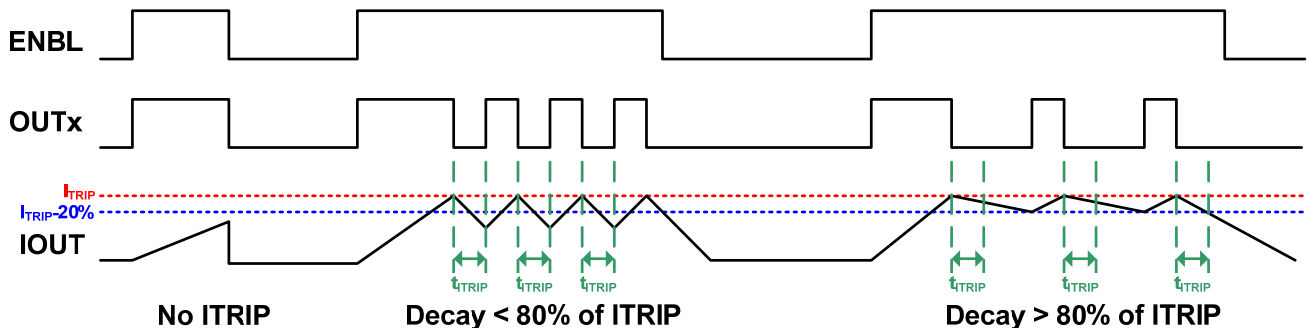 ENBL
OUTx
ITRIP
ITRIP-20%
IOUT
tITRIP tITRIP tITRIP tITRIP tITRIP tITRIP
No ITRIP Decay < 80% of ITRIP Decay > 80% of ITRIP